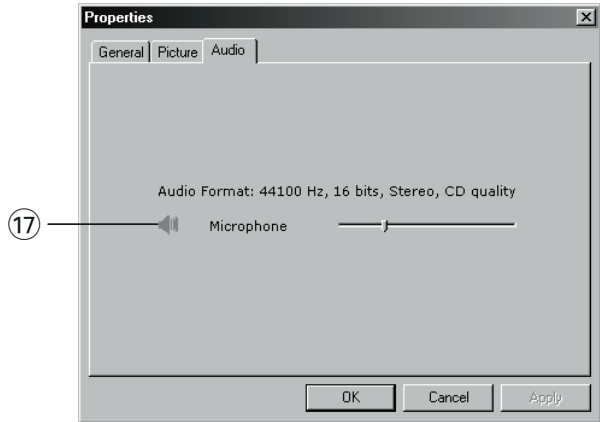 Properties
General Picture Audio
Audio Format: 44100 Hz, 16 bits, Stereo, CD quality
17 Microphone
OK Cancel Apply